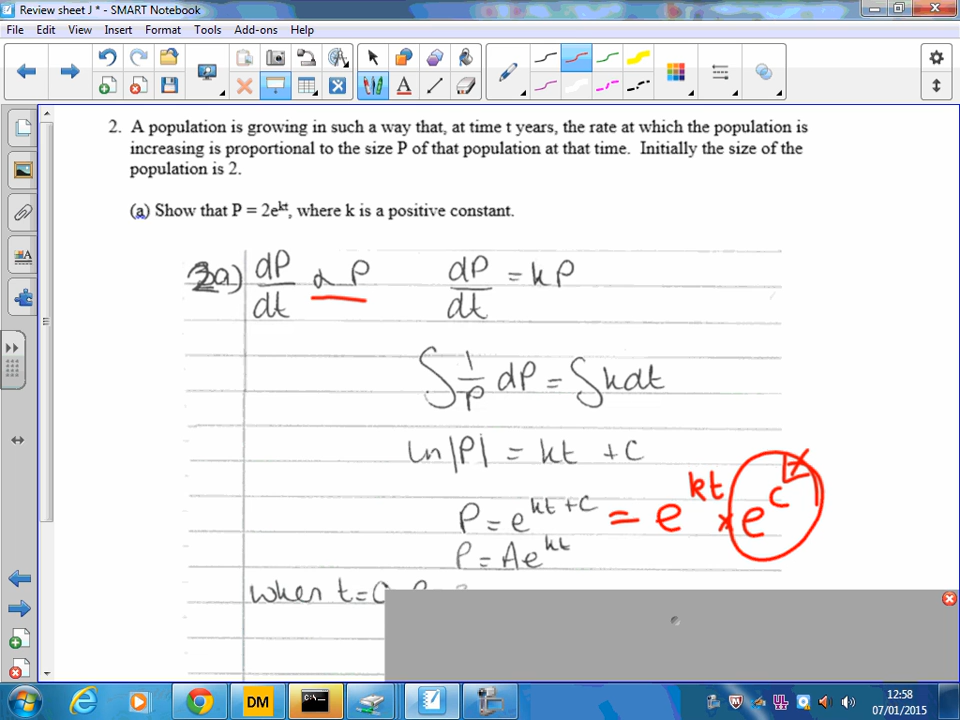 Review sheet J * - SMART Notebook
File Edit View Insert Format Tools Add-ons Help
2. A population is growing in such a way that, at time t years, the rate at which the population is
increasing is proportional to the size P of that population at that time. Initially the size of the
population is 2.
(a) Show that P = 2e^kt, where k is a positive constant.
2a) dP/dt ∝ P dP/dt = kP
∫ 1/P dP = ∫ k dt
ln|P| = kt + c
P = e^kt + c = e^kt × e^c
P = Ae^kt
when t=0
DM
C:\
12:58
07/01/2015